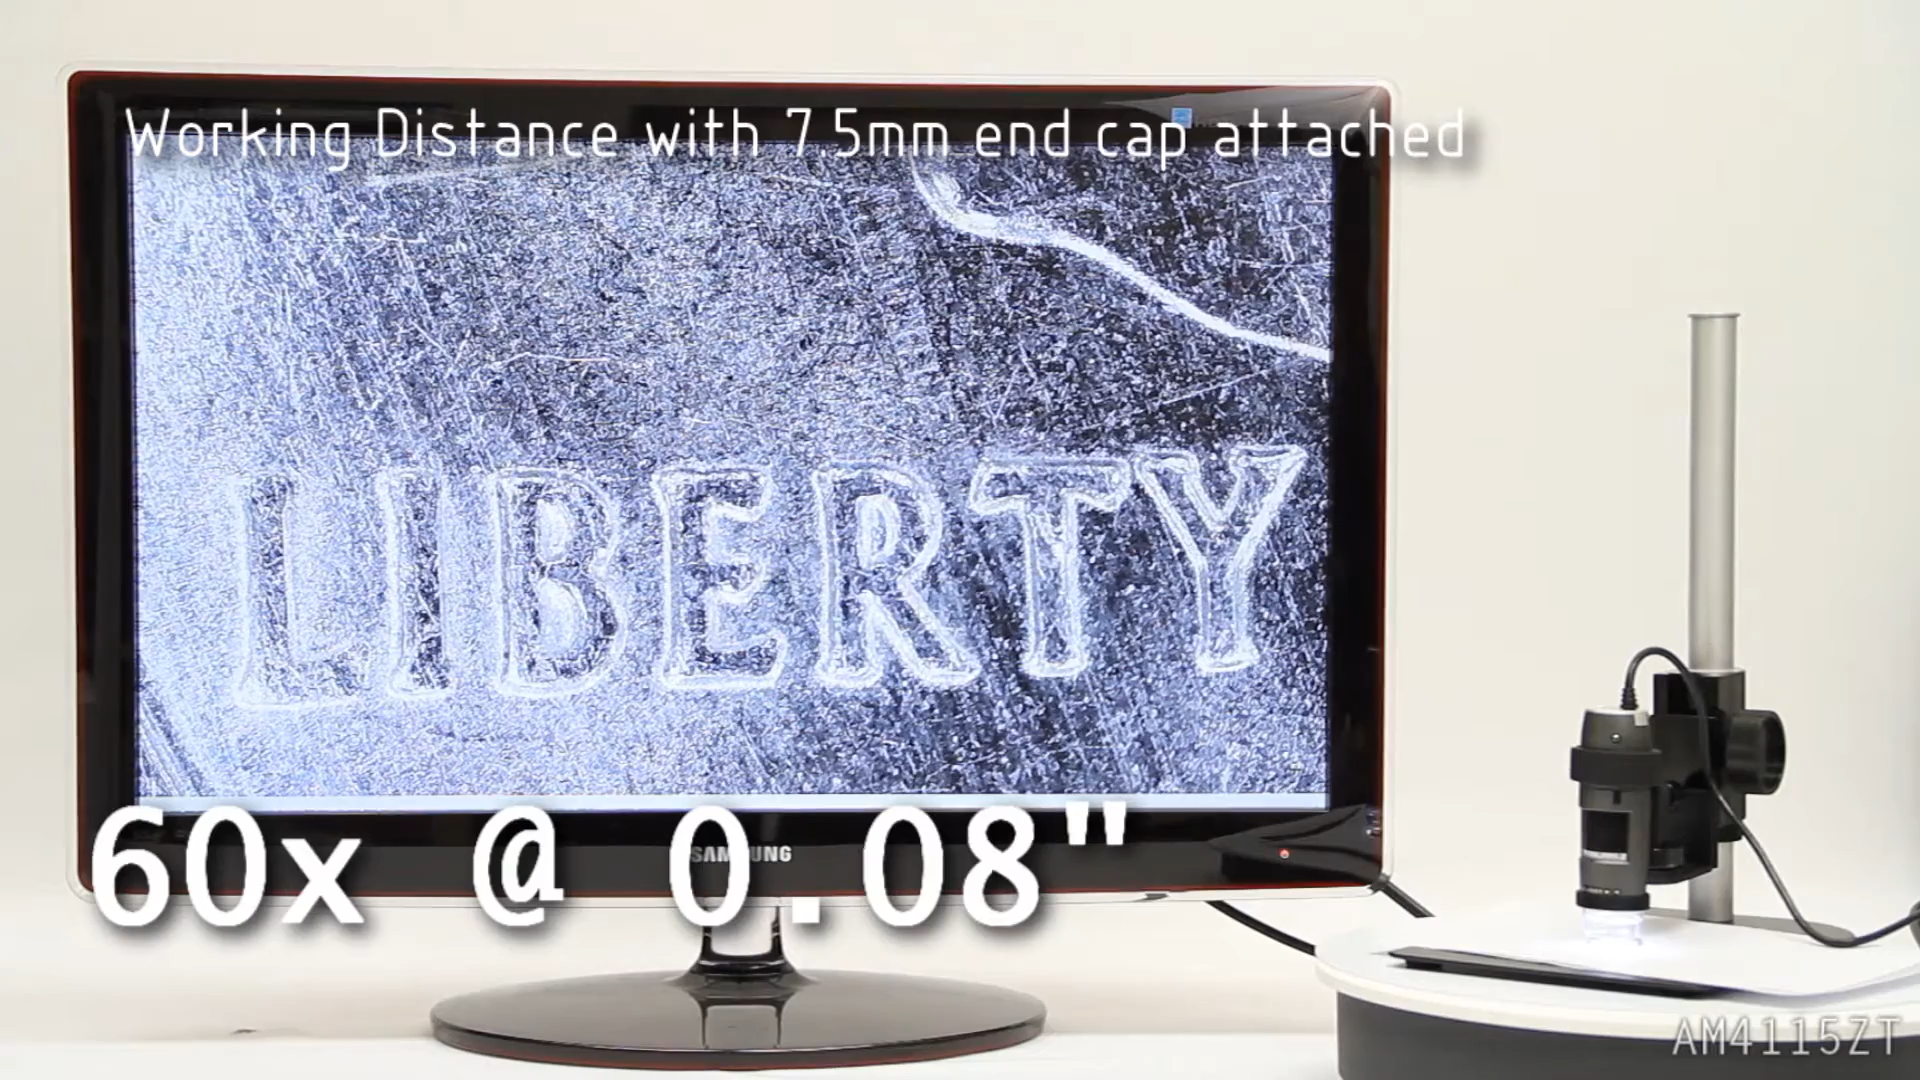 Working Distance with 7.5mm end cap attached
LIBERTY
60x @ 0.08"
SAMSUNG
AM4115ZT